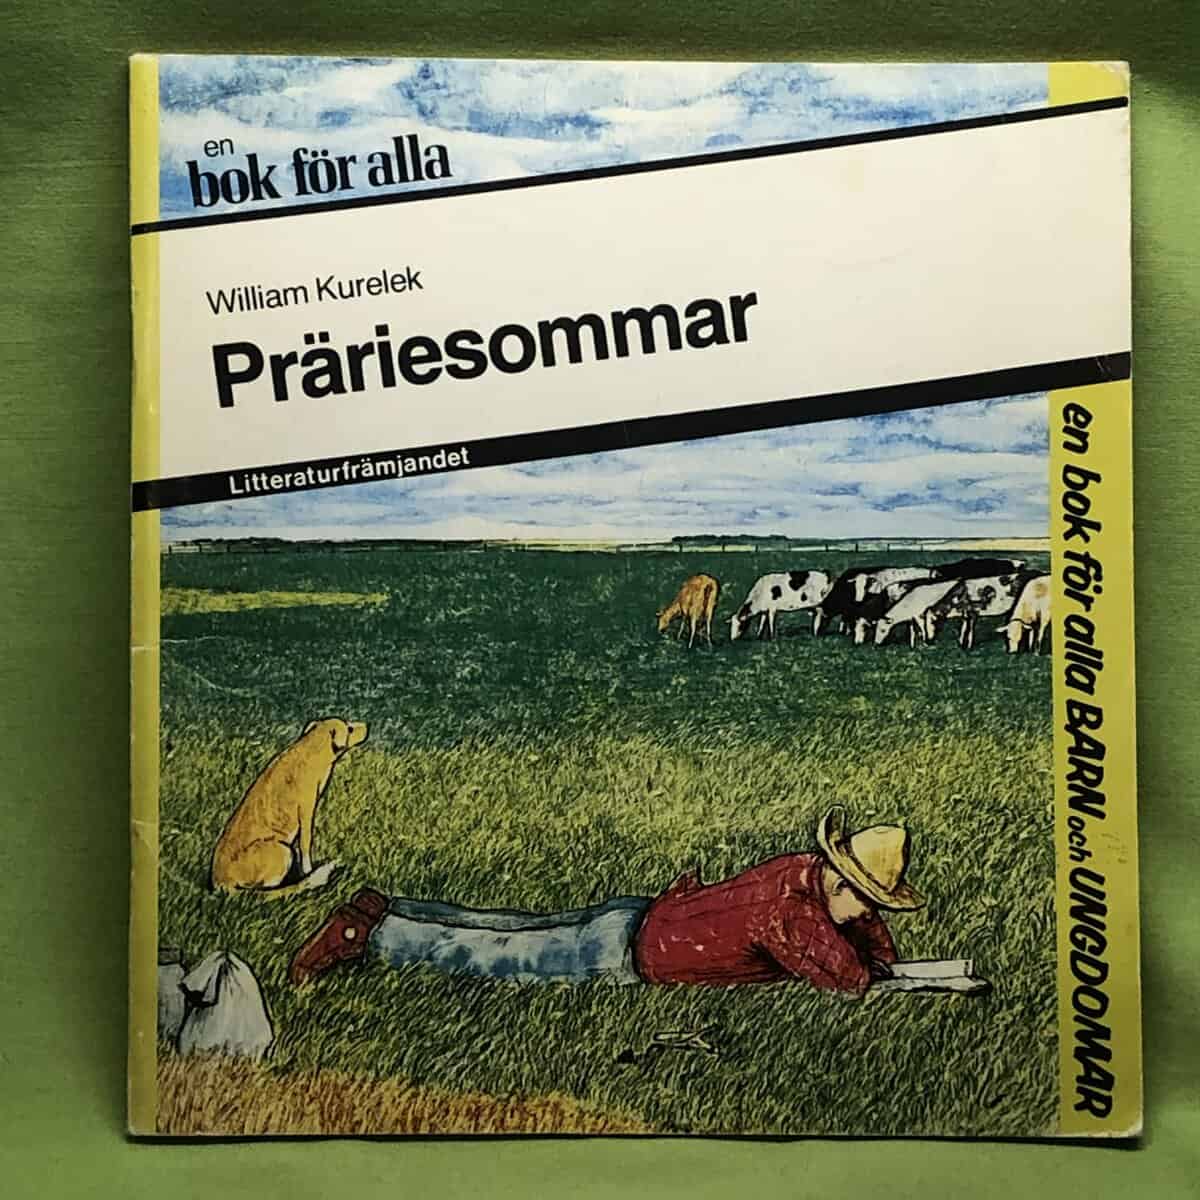 en
bok för alla
William Kurelek
Präriesommar
Litteraturfrämjandet
en bok för alla BARN och UNGDOMAR